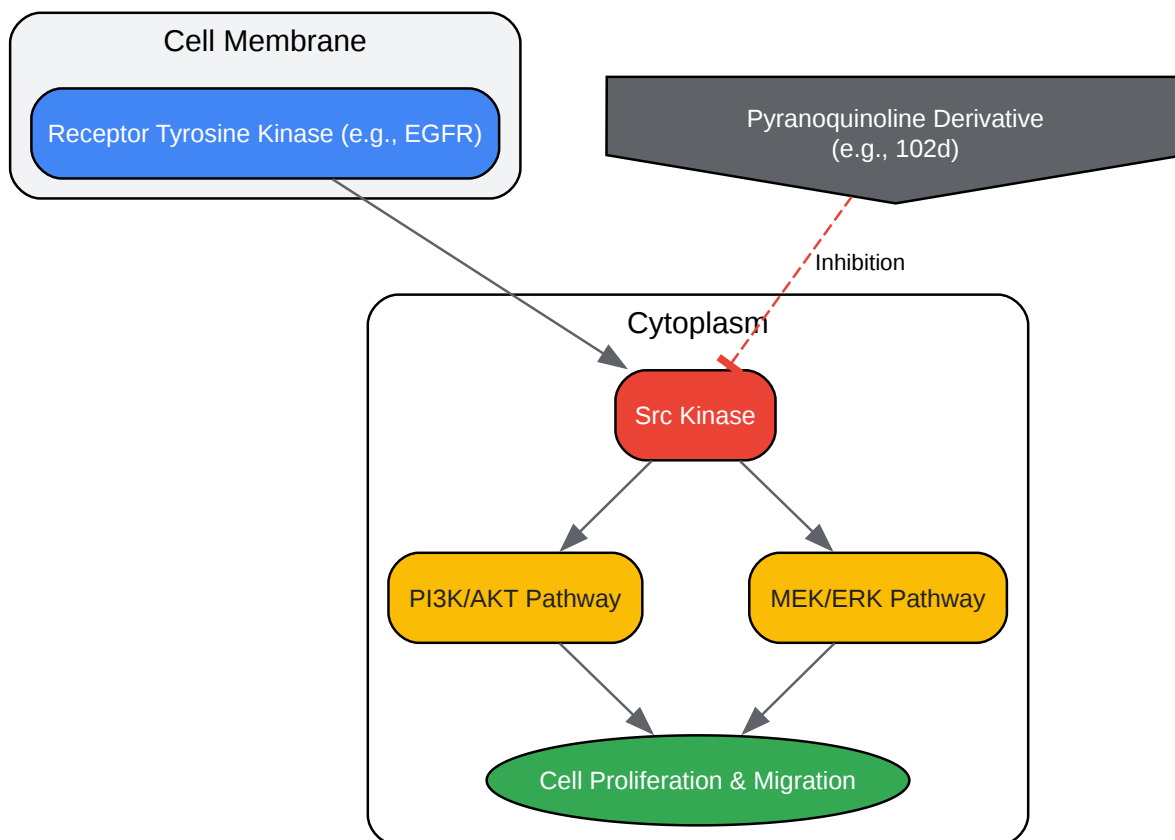 Cell Membrane
Receptor Tyrosine Kinase (e.g., EGFR)
Pyranoquinoline Derivative
(e.g., 102d)
Inhibition
Cytoplasm
Src Kinase
PI3K/AKT Pathway
MEK/ERK Pathway
Cell Proliferation & Migration